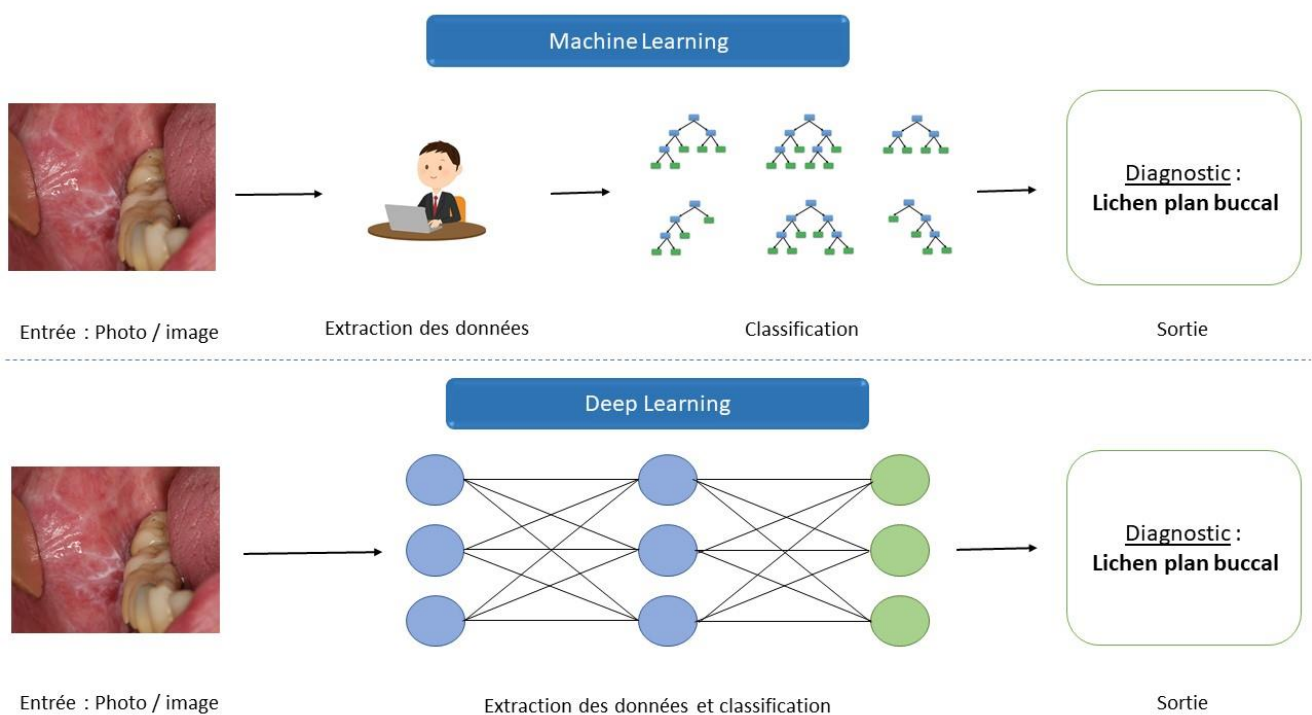 Machine Learning
Diagnostic :
Lichen plan buccal
Entrée : Photo / image
Extraction des données
Classification
Sortie
Deep Learning
Diagnostic :
Lichen plan buccal
Entrée : Photo / image
Extraction des données et classification
Sortie